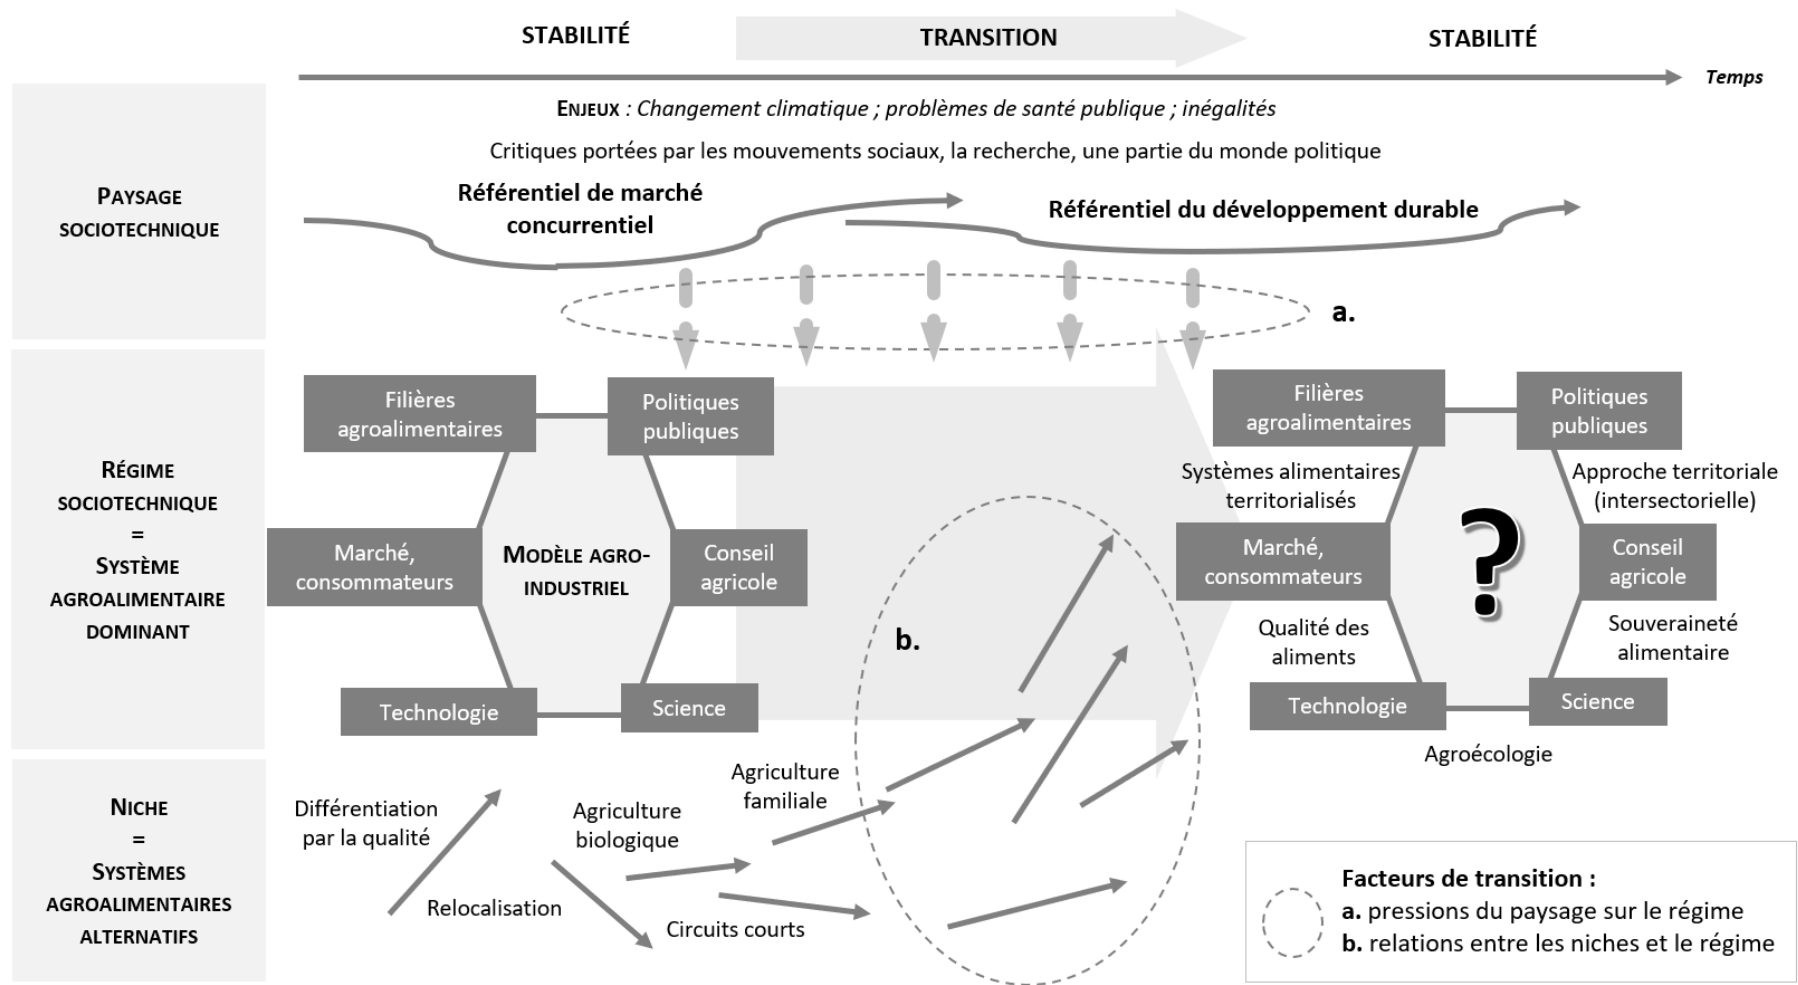 STABILITÉ
TRANSITION
STABILITÉ
Temps
PAYSAGE
SOCIOTECHNIQUE
ENJEUX : Changement climatique ; problèmes de santé publique ; inégalités
Critiques portées par les mouvements sociaux, la recherche, une partie du monde politique
Référentiel de marché
concurrentiel
Référentiel du développement durable
a.
RÉGIME
SOCIOTECHNIQUE
=
SYSTÈME
AGROALIMENTAIRE
DOMINANT
Filières
agroalimentaires
Politiques
publiques
Marché,
consommateurs
MODÈLE AGRO-
INDUSTRIEL
Conseil
agricole
Technologie
Science
b.
Filières
agroalimentaires
Politiques
publiques
Systèmes alimentaires
territorialisés
Approche territoriale
(intersectorielle)
Marché,
consommateurs
?
Conseil
agricole
Qualité des
aliments
Souveraineté
alimentaire
Technologie
Science
Agroécologie
NICHE
=
SYSTÈMES
AGROALIMENTAIRES
ALTERNATIFS
Différentiation
par la qualité
Relocalisation
Agriculture
biologique
Agriculture
familiale
Circuits courts
Facteurs de transition :
a. pressions du paysage sur le régime
b. relations entre les niches et le régime